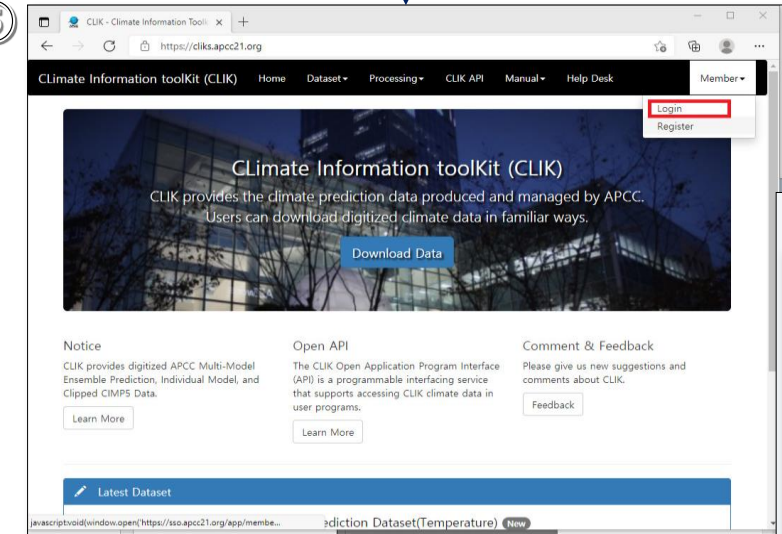 5
CLIK - Climate Information Toolk
https://cliks.apcc21.org
CLimate Information toolKit (CLIK) Home Dataset Processing CLIK API Manual Help Desk Member
Login
Register
CLimate Information toolKit (CLIK)
CLIK provides the climate prediction data produced and managed by APCC.
Users can download digitized climate data in familiar ways.
Download Data
Notice
CLIK provides digitized APCC Multi-Model
Ensemble Prediction, Individual Model, and
Clipped CIMP5 Data.
Learn More
Open API
The CLIK Open Application Program Interface
(API) is a programmable interfacing service
that supports accessing CLIK climate data in
user programs.
Learn More
Comment & Feedback
Please give us new suggestions and
comments about CLIK.
Feedback
Latest Dataset
ediction Dataset(Temperature) New
javascript:void(window.open('https://sso.apcc21.org/app/membe...